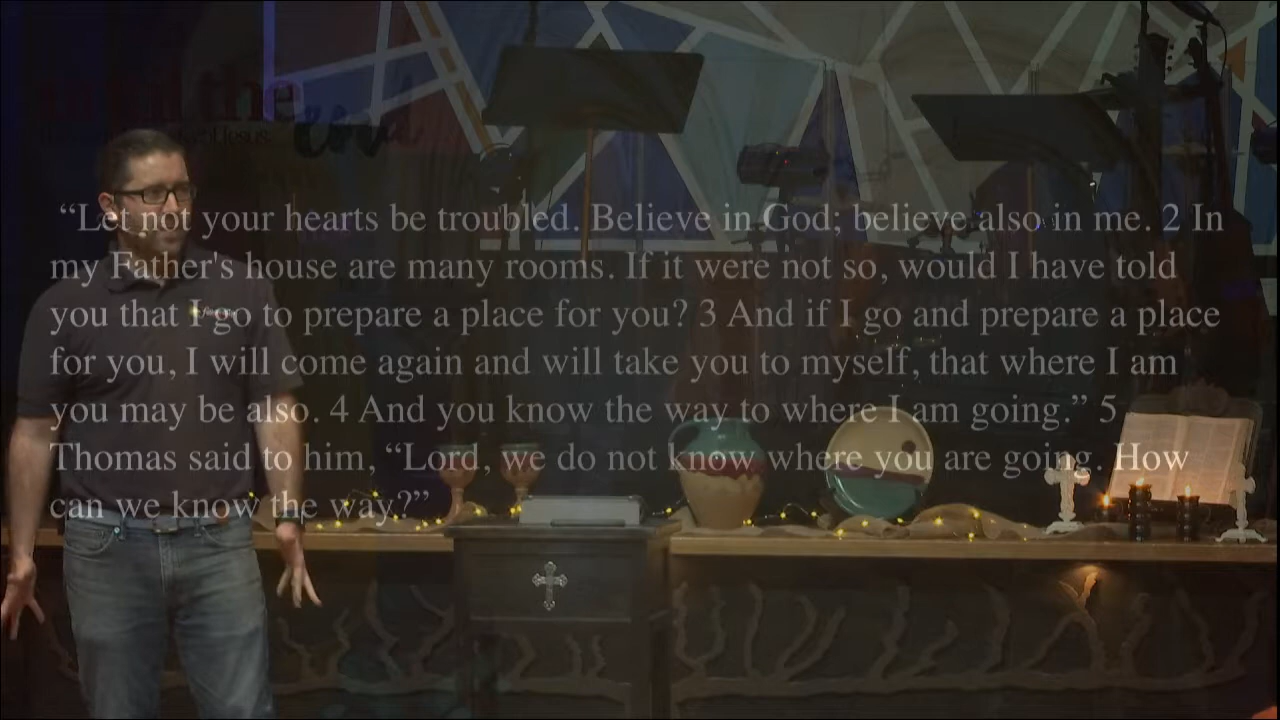 until the
end
“Let not your hearts be troubled. Believe in God; believe also in me. 2 In
my Father's house are many rooms. If it were not so, would I have told
you that I go to prepare a place for you? 3 And if I go and prepare a place
for you, I will come again and will take you to myself, that where I am
you may be also. 4 And you know the way to where I am going.” 5
Thomas said to him, “Lord, we do not know where you are going. How
can we know the way?”